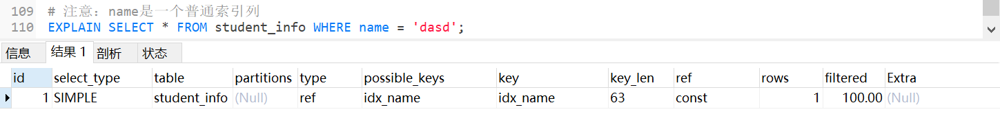 109 # 注意：name是一个普通索引列
110 EXPLAIN SELECT * FROM student_info WHERE name = 'dasd';
信息 结果 1 剖析 状态
id select_type table partitions type possible_keys key key_len ref rows filtered Extra
1 SIMPLE student_info (Null) ref idx_name idx_name 63 const 1 100.00 (Null)